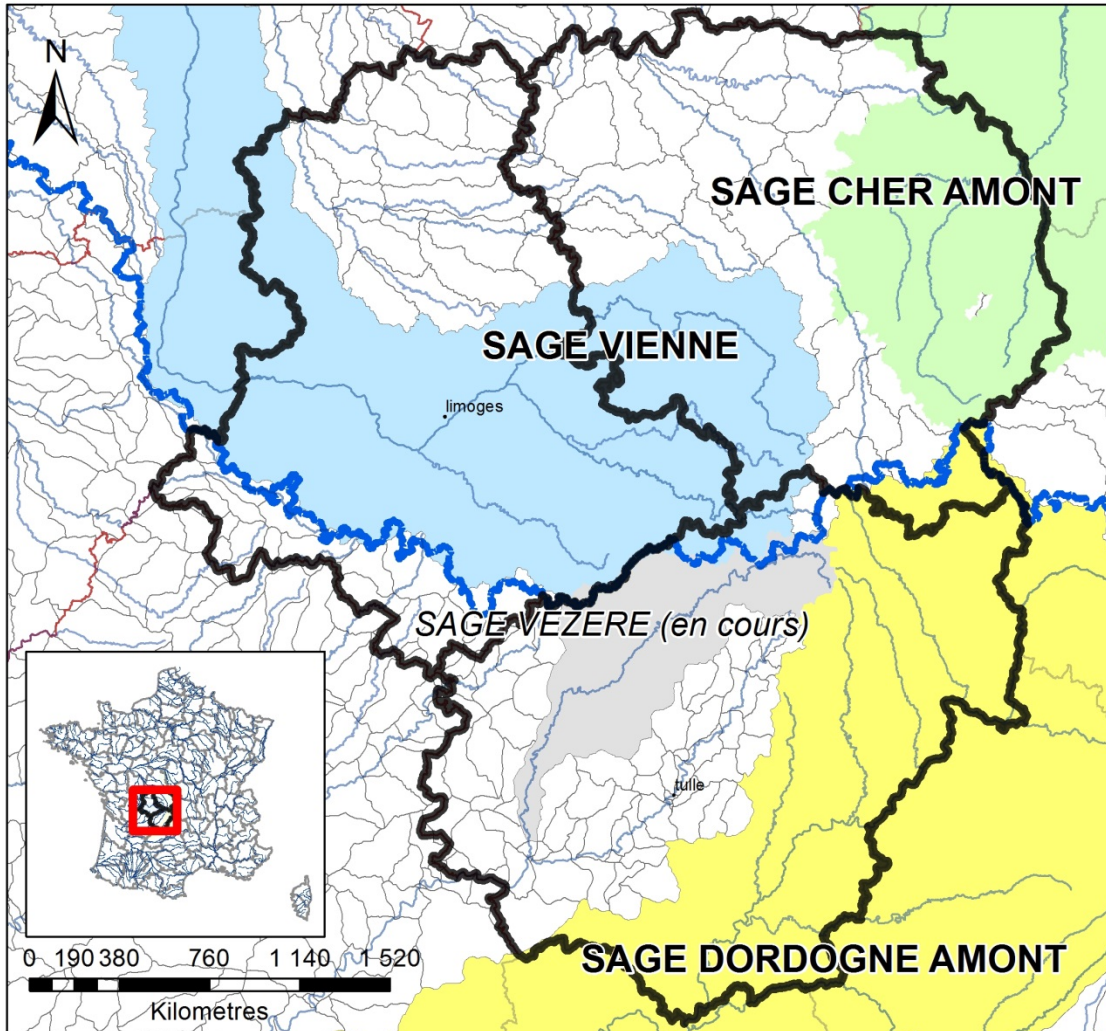 N
SAGE CHER AMONT
SAGE VIENNE
limoges
SAGE VEZERE (en cours)
tulle
0 190 380 760 1 140 1 520
Kilometres
SAGE DORDOGNE AMONT